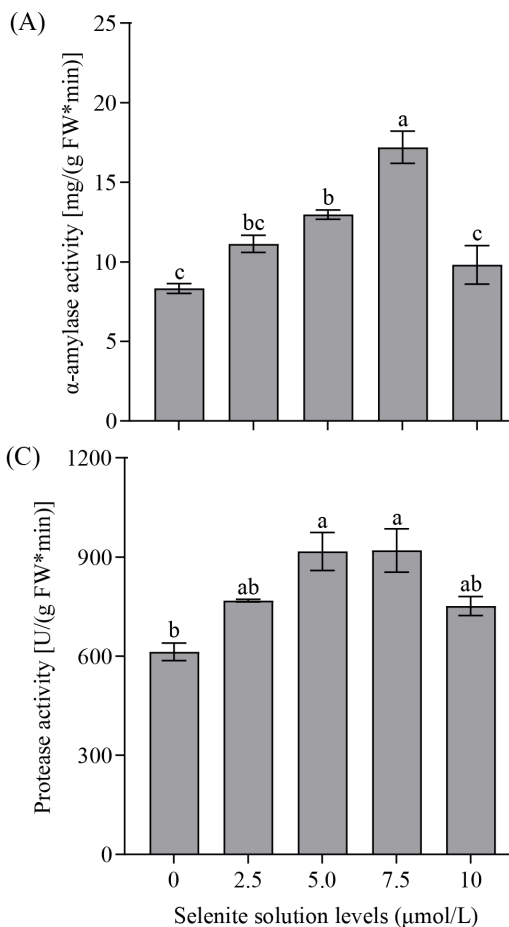 (A)
α-amylase activity [mg/(g FW*min)]
25
20
15
10
5
0
c
bc
b
a
c
(C)
Protease activity [U/(g FW*min)]
1200
900
600
300
0
b
ab
a
a
ab
0 2.5 5.0 7.5 10
Selenite solution levels (μmol/L)